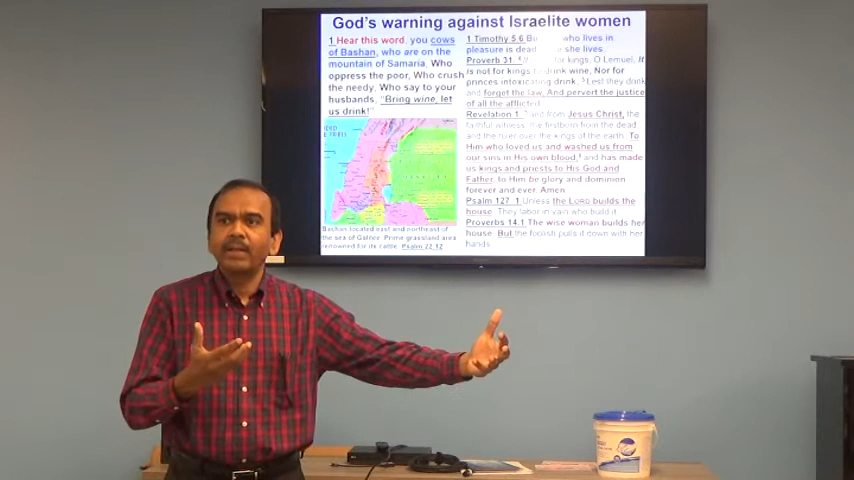 God's warning against Israelite women
1 Hear this word, you cows
of Bashan, who are on the
mountain of Samaria, Who
oppress the poor, Who crush
the needy, Who say to your
husbands, "Bring wine, let
us drink!"
Bashan located east and northeast of
the sea of Galilee. Prime grassland area
renowned for its cattle. Psalm 22.12
1 Timothy 5.6 who lives in
pleasure is dead she lives.
Proverb 31. 4 for kings, O Lemuel, It
is not for kings to drink wine, Nor for
princes intoxicating drink. 5 Lest they drink
and forget the law, And pervert the justice
of all the afflicted.
Revelation 1 and from Jesus Christ, the
faithful witness, the firstborn from the dead
and the ruler over the kings of the earth. To
Him who loved us and washed us from
our sins in His own blood, 6 and has made
us kings and priests to His God and
Father, to Him be glory and dominion
forever and ever. Amen
Psalm 127.1 Unless the LORD builds the
house, They labor in vain who build it
Proverbs 14.1 The wise woman builds her
house, But the foolish pulls it down with her
hands.